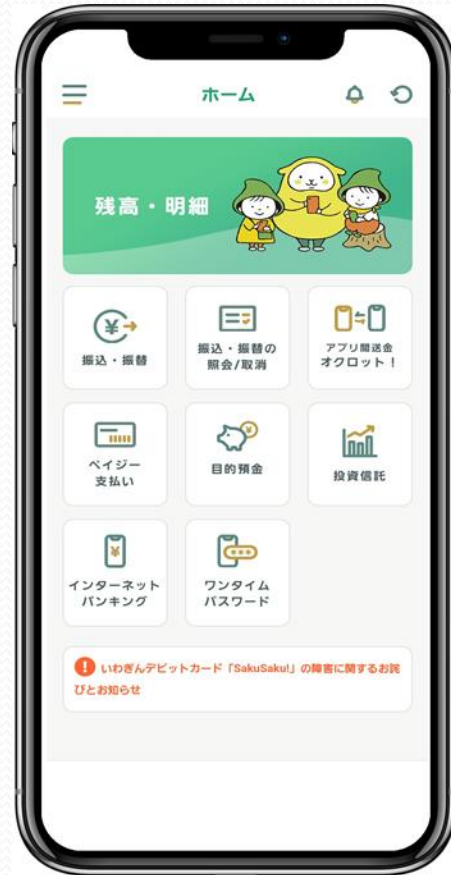 ホーム
残高・明細
振込・振替
振込・振替の
照会/取消
アプリ間送金
オクロット！
ペイジー
支払い
目的預金
投資信託
インターネット
バンキング
ワンタイム
パスワード
いわぎんデビットカード「SakuSaku!」の障害に関するお詫
びとお知らせ